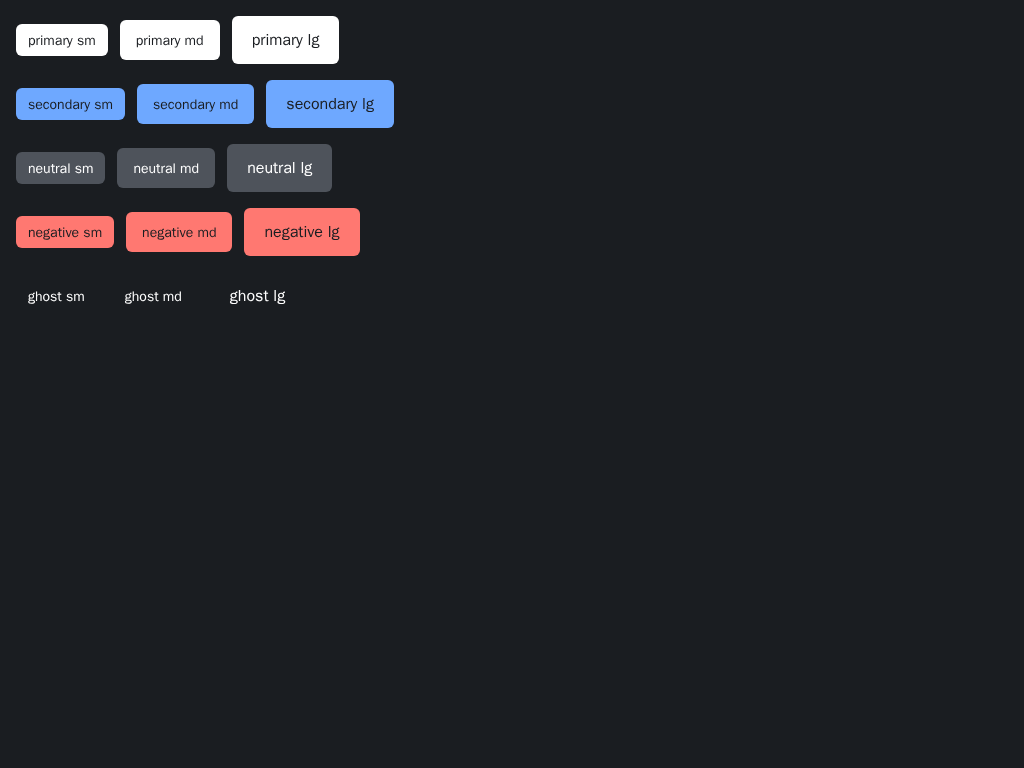 primary sm primary md primary lg
secondary sm secondary md secondary lg
neutral sm neutral md neutral lg
negative sm negative md negative lg
ghost sm ghost md ghost lg